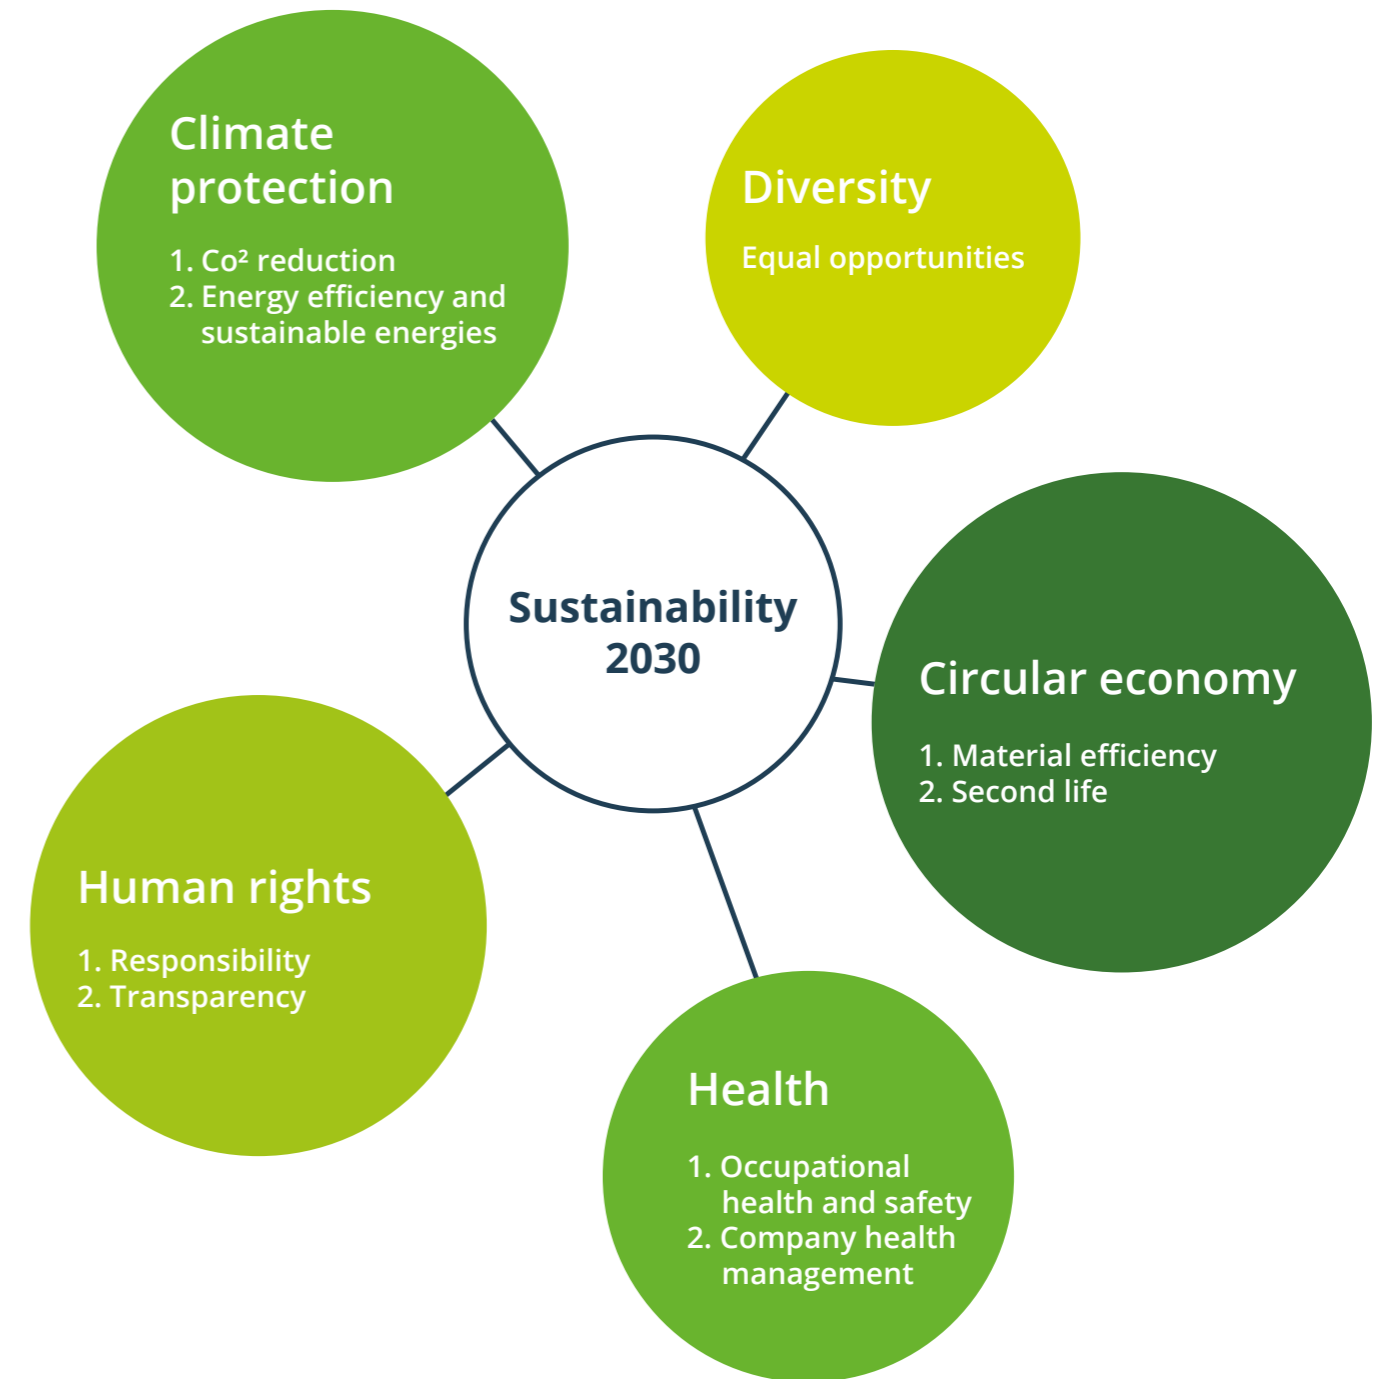 Climate
protection
1. Co² reduction
2. Energy efficiency and
sustainable energies
Diversity
Equal opportunities
Sustainability
2030
Circular economy
1. Material efficiency
2. Second life
Human rights
1. Responsibility
2. Transparency
Health
1. Occupational
health and safety
2. Company health
management